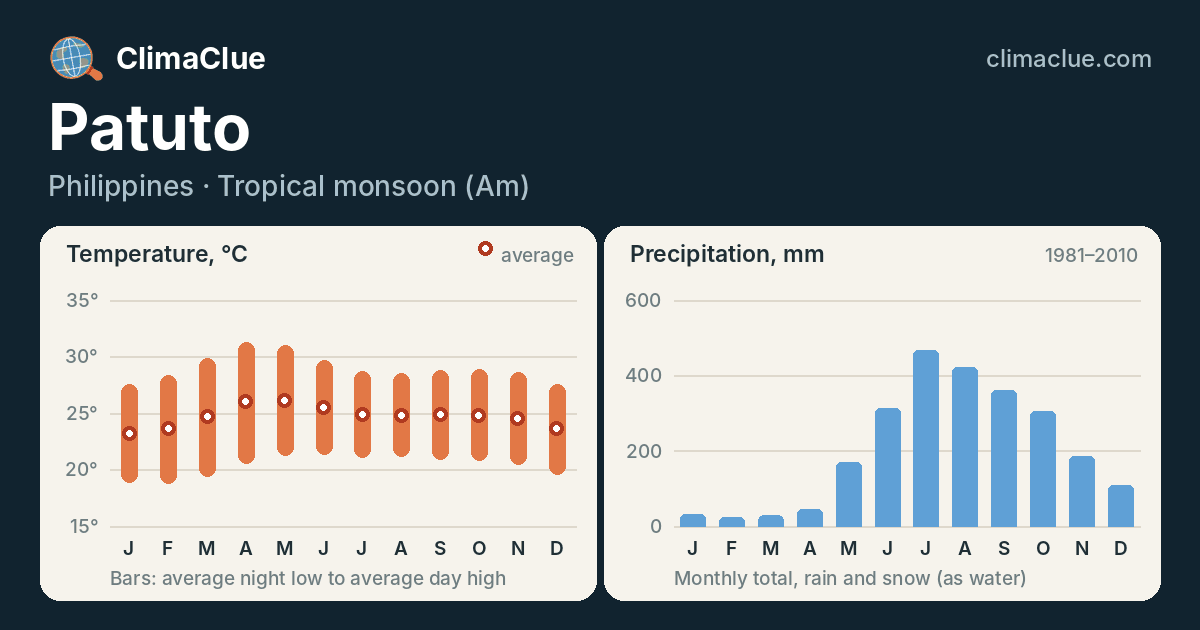 ClimaClue
climaclue.com
Patuto
Philippines · Tropical monsoon (Am)
Temperature, °C
average
35°
30°
25°
20°
15°
J F M A M J J A S O N D
Bars: average night low to average day high
Precipitation, mm
1981–2010
600
400
200
0
J F M A M J J A S O N D
Monthly total, rain and snow (as water)